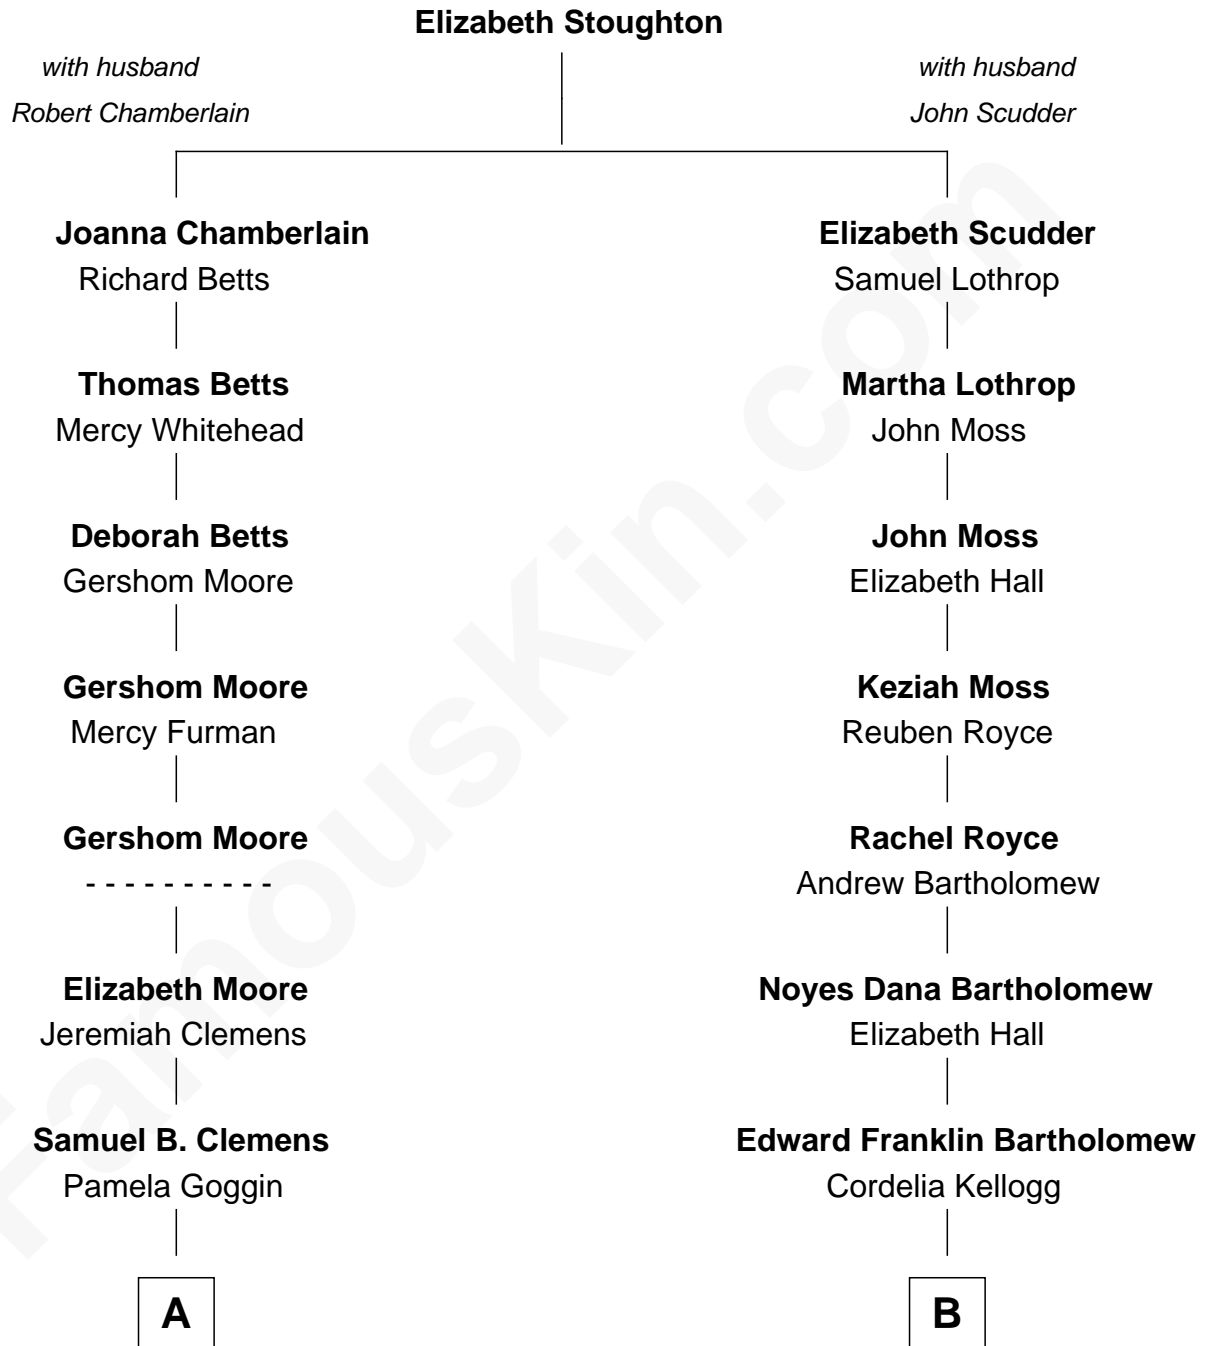 Elizabeth Stoughton
with husband
Robert Chamberlain
with husband
John Scudder
Joanna Chamberlain
Richard Betts
Elizabeth Scudder
Samuel Lothrop
Thomas Betts
Mercy Whitehead
Martha Lothrop
John Moss
Deborah Betts
Gershom Moore
John Moss
Elizabeth Hall
Gershom Moore
Mercy Furman
Keziah Moss
Reuben Royce
Gershom Moore
- - - - - - - - - -
Rachel Royce
Andrew Bartholomew
Elizabeth Moore
Jeremiah Clemens
Noyes Dana Bartholomew
Elizabeth Hall
Samuel B. Clemens
Pamela Goggin
Edward Franklin Bartholomew
Cordelia Kellogg
A
B
FamousKin.com